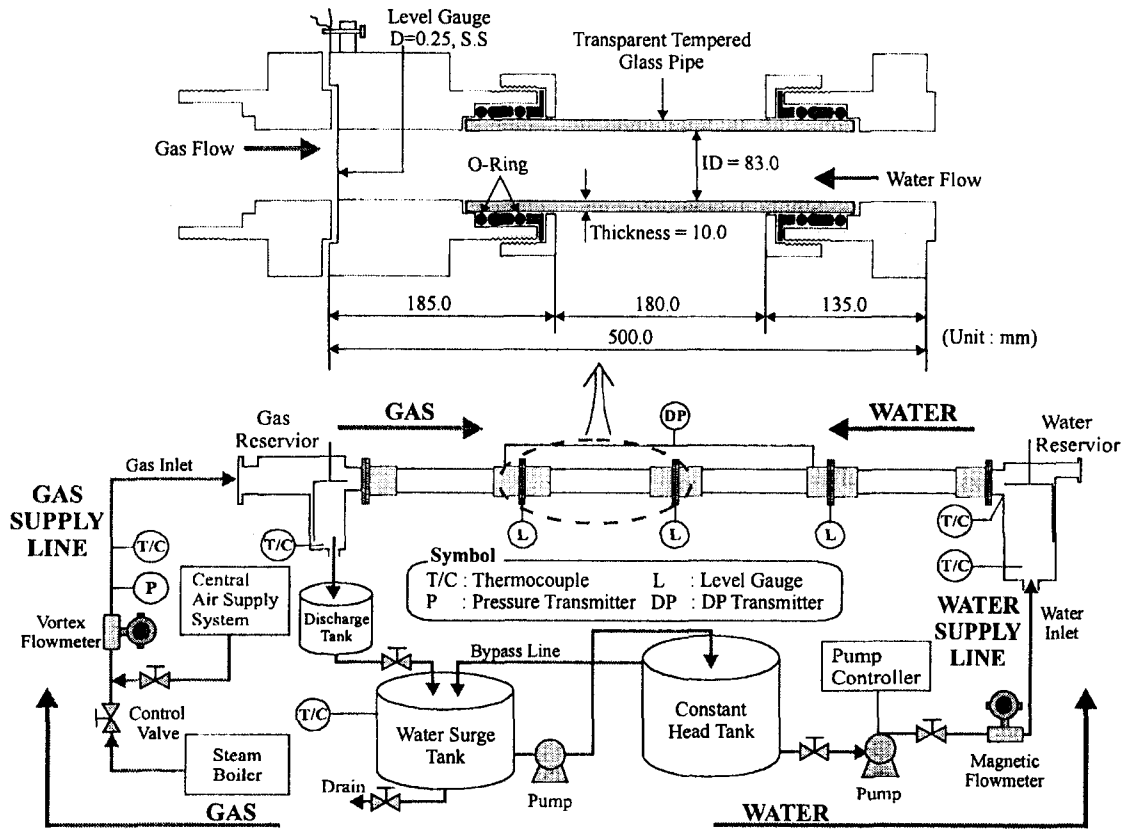 Level Gauge
D=0.25, S.S
Transparent Tempered
Glass Pipe
Gas Flow
O-Ring
ID = 83.0
Water Flow
Thickness = 10.0
185.0
180.0
135.0
500.0
(Unit : mm)
GAS
DP
WATER
Gas
Reservior
Water
Reservior
Gas Inlet
GAS
SUPPLY
LINE
T/C
T/C
L
L
L
T/C
T/C
P
Symbol
T/C : Thermocouple L : Level Gauge
P : Pressure Transmitter DP : DP Transmitter
Central
Air Supply
System
Discharge
Tank
Vortex
Flowmeter
WATER
SUPPLY
LINE
Water
Inlet
Bypass Line
Pump
Controller
Control
Valve
T/C
Water Surge
Tank
Constant
Head Tank
Steam
Boiler
Magnetic
Flowmeter
Drain
Pump
Pump
GAS
WATER